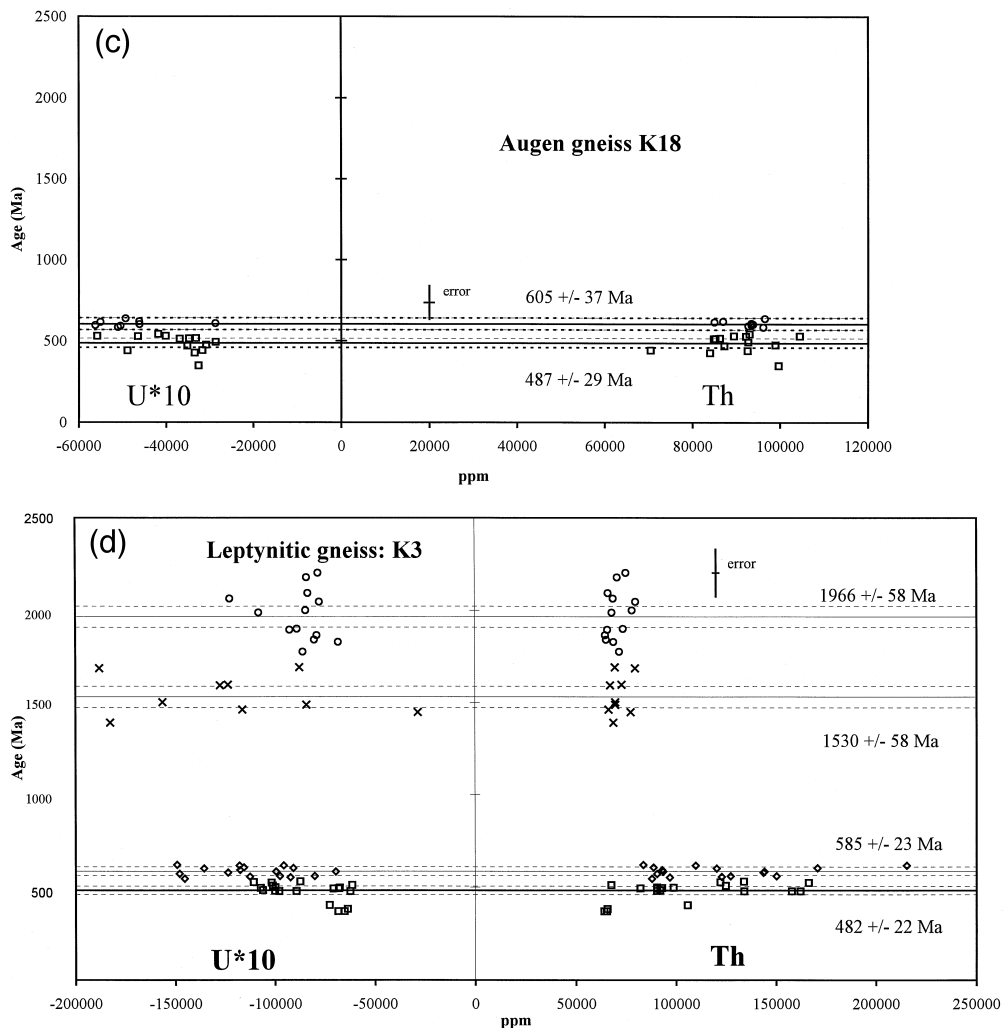 (c)
2500
2000
1500
1000
500
0
Age (Ma)
Augen gneiss K18
error
605 +/- 37 Ma
487 +/- 29 Ma
U*10
Th
-60000 -40000 -20000 0 20000 40000 60000 80000 100000 120000
ppm
(d)
2500
2000
1500
1000
500
0
Age (Ma)
Leptynitic gneiss: K3
error
1966 +/- 58 Ma
1530 +/- 58 Ma
585 +/- 23 Ma
482 +/- 22 Ma
U*10
Th
-200000 -150000 -100000 -50000 0 50000 100000 150000 200000 250000
ppm